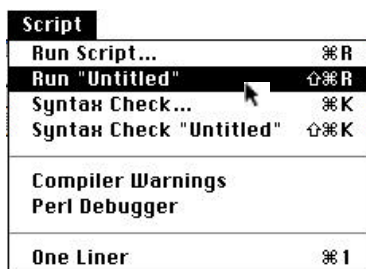 Script
Run Script... ⌘R
Run "Untitled" ⇧⌘R
Syntax Check... ⌘K
Syntax Check "Untitled" ⇧⌘K
Compiler Warnings
Perl Debugger
One Liner ⌘1